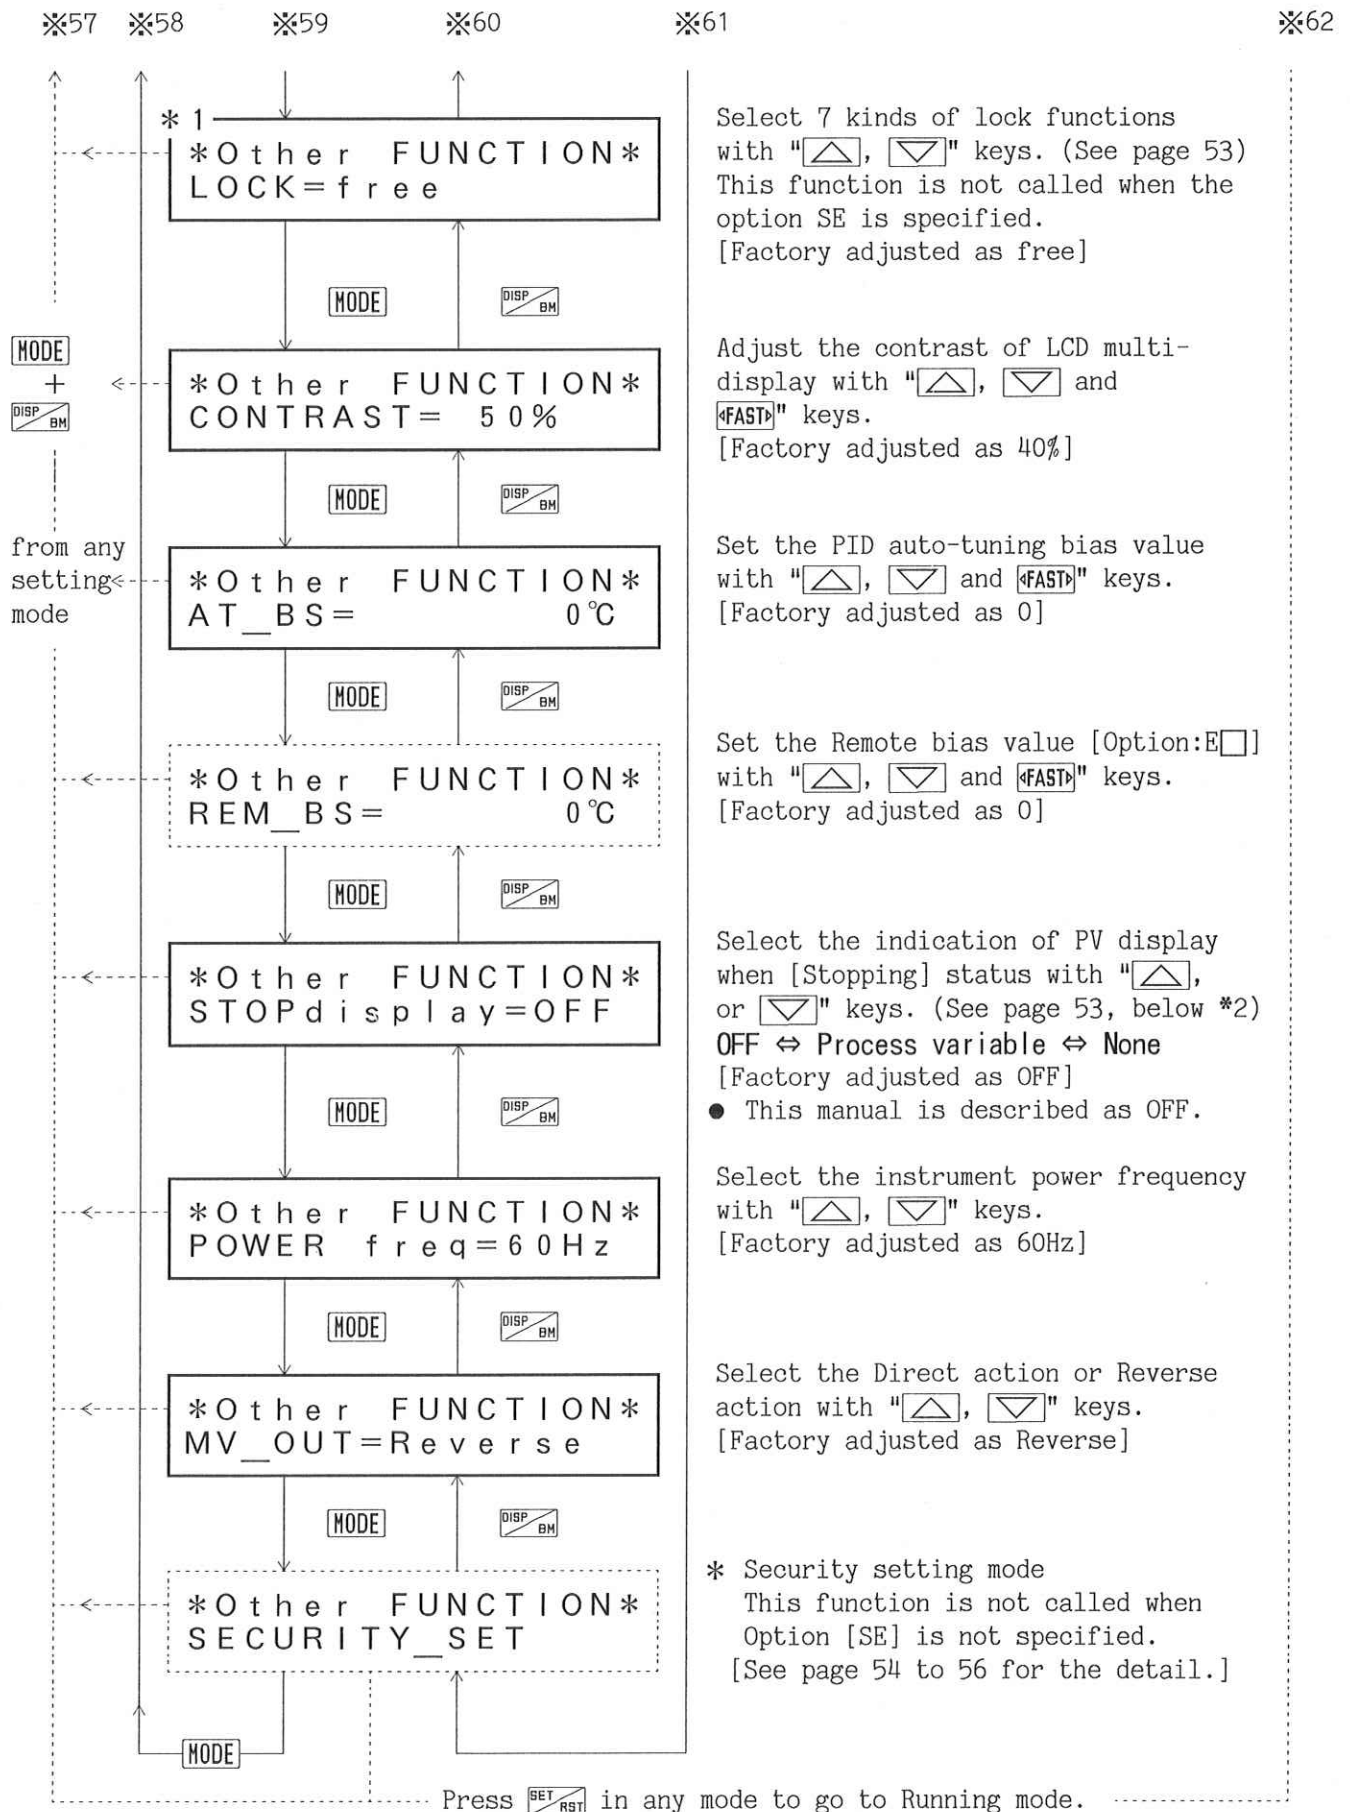 ※57 ※58 ※59 ※60 ※61 ※62
*1
*Other FUNCTION*
LOCK=free
Select 7 kinds of lock functions
with "△, ▽" keys. (See page 53)
This function is not called when the
option SE is specified.
[Factory adjusted as free]
MODE DISP/BM
MODE
+
DISP/BM
*Other FUNCTION*
CONTRAST= 50%
Adjust the contrast of LCD multi-
display with "△, ▽ and
◁FAST▷" keys.
[Factory adjusted as 40%]
MODE DISP/BM
from any
setting
mode
*Other FUNCTION*
AT_BS= 0℃
Set the PID auto-tuning bias value
with "△, ▽ and ◁FAST▷" keys.
[Factory adjusted as 0]
MODE DISP/BM
*Other FUNCTION*
REM_BS= 0℃
Set the Remote bias value [Option:E□]
with "△, ▽ and ◁FAST▷" keys.
[Factory adjusted as 0]
MODE DISP/BM
*Other FUNCTION*
STOPdisplay=OFF
Select the indication of PV display
when [Stopping] status with "△,
or ▽" keys. (See page 53, below *2)
OFF ⇔ Process variable ⇔ None
[Factory adjusted as OFF]
● This manual is described as OFF.
MODE DISP/BM
*Other FUNCTION*
POWER freq=60Hz
Select the instrument power frequency
with "△, ▽" keys.
[Factory adjusted as 60Hz]
MODE DISP/BM
*Other FUNCTION*
MV_OUT=Reverse
Select the Direct action or Reverse
action with "△, ▽" keys.
[Factory adjusted as Reverse]
MODE DISP/BM
*Other FUNCTION*
SECURITY_SET
* Security setting mode
This function is not called when
Option [SE] is not specified.
[See page 54 to 56 for the detail.]
MODE
Press SET/RST in any mode to go to Running mode.